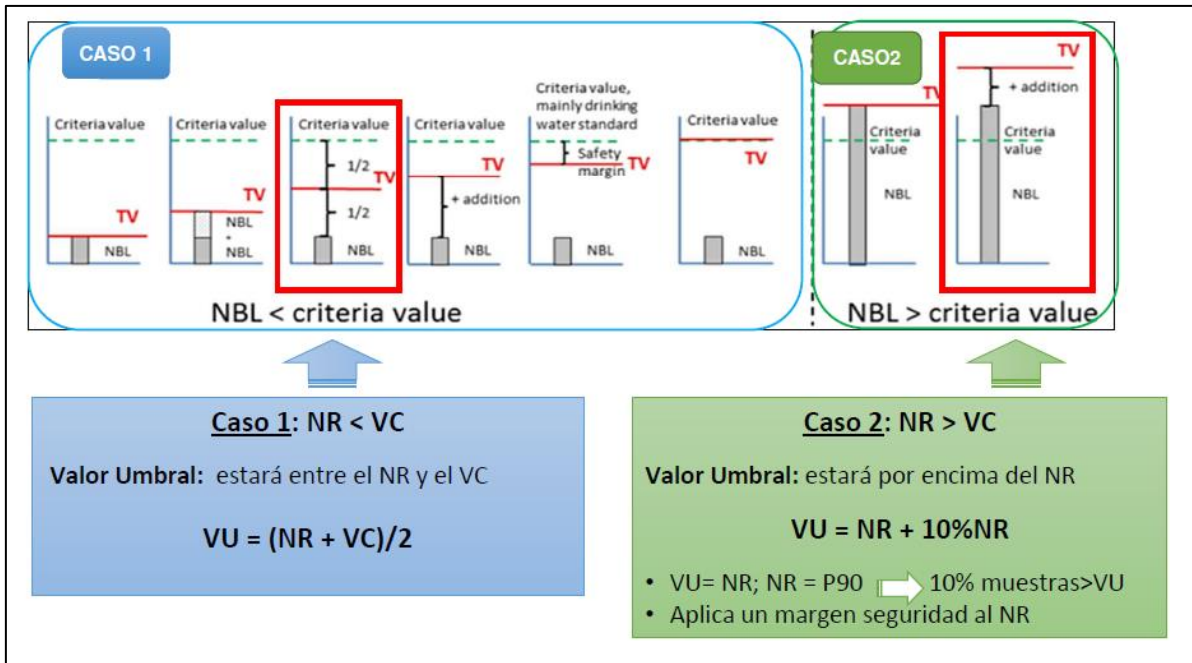 CASO 1
Criteria value
TV
NBL
Criteria value
TV
NBL
+
NBL
Criteria value
1/2
TV
1/2
NBL
Criteria value
TV
+ addition
NBL
Criteria value,
mainly drinking
water standard
Safety
margin
TV
NBL
Criteria value
TV
NBL
NBL < criteria value
CASO2
TV
Criteria
value
NBL
TV
+ addition
Criteria
value
NBL
NBL > criteria value
Caso 1: NR < VC
Valor Umbral: estará entre el NR y el VC
VU = (NR + VC)/2
Caso 2: NR > VC
Valor Umbral: estará por encima del NR
VU = NR + 10%NR
• VU= NR; NR = P90 10% muestras>VU
• Aplica un margen seguridad al NR